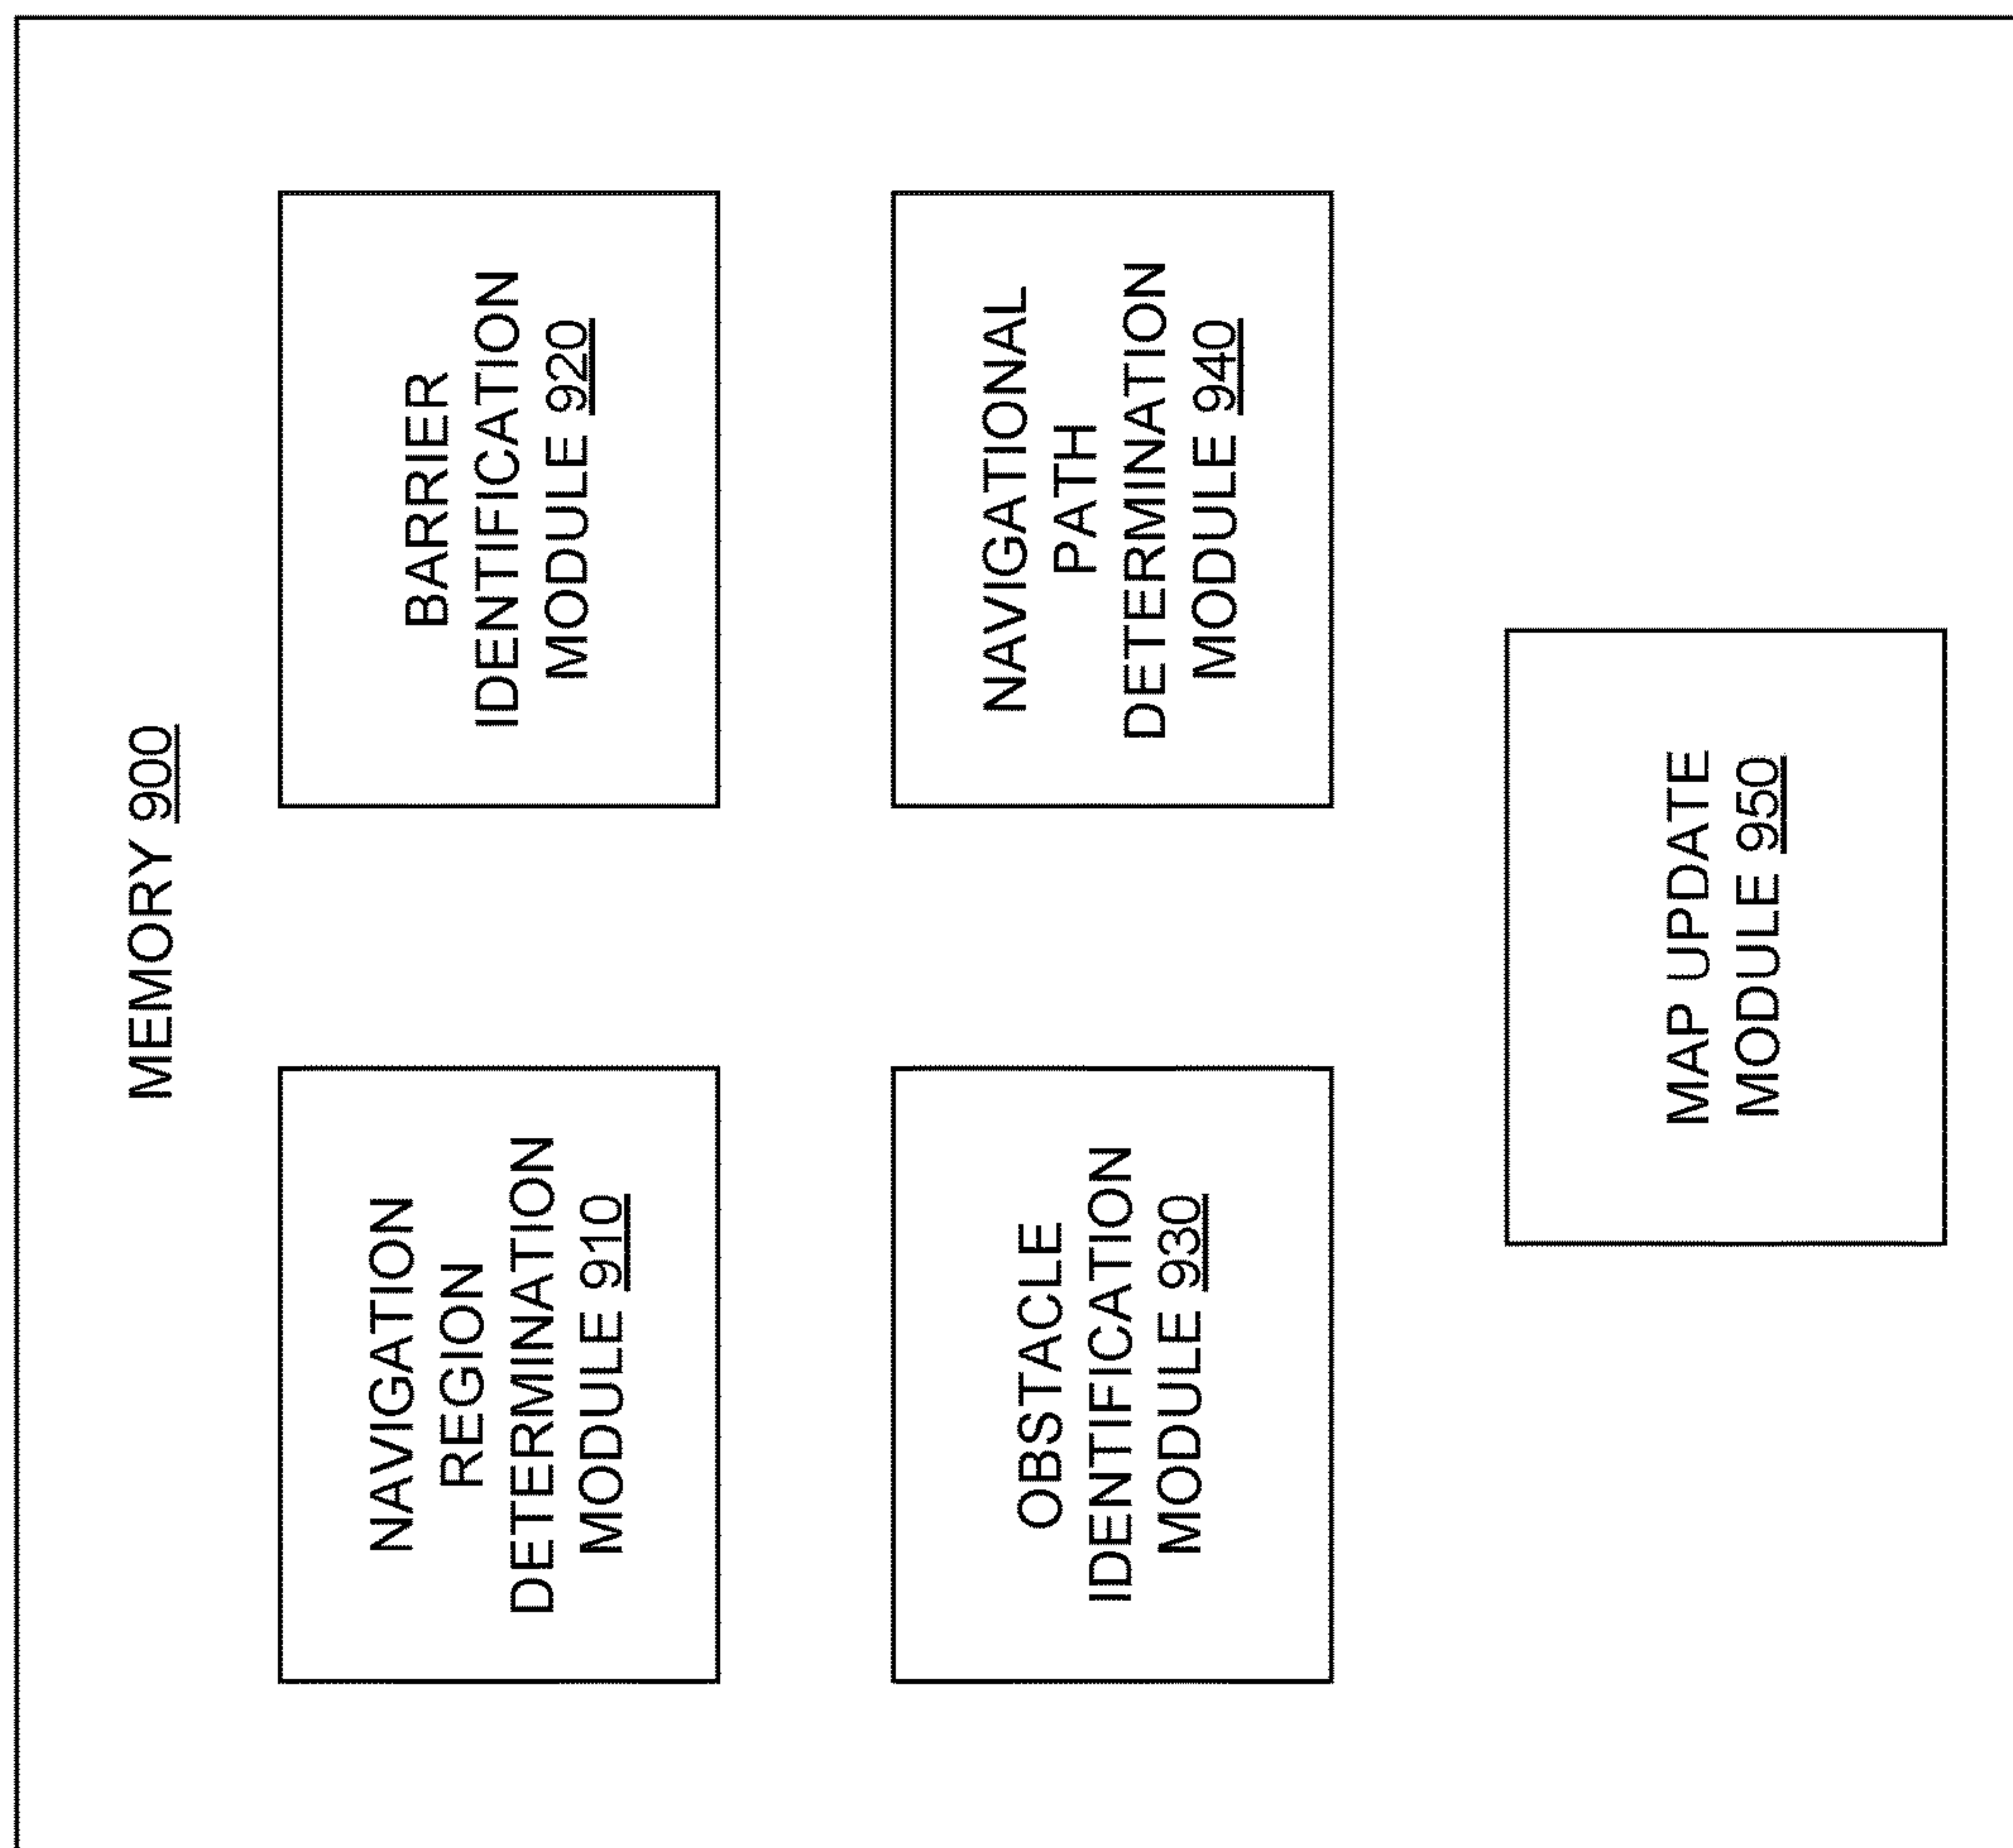 MEMORY 900
NAVIGATION
REGION
DETERMINATION
MODULE 910
BARRIER
IDENTIFICATION
MODULE 920
OBSTACLE
IDENTIFICATION
MODULE 930
NAVIGATIONAL
PATH
DETERMINATION
MODULE 940
MAP UPDATE
MODULE 950